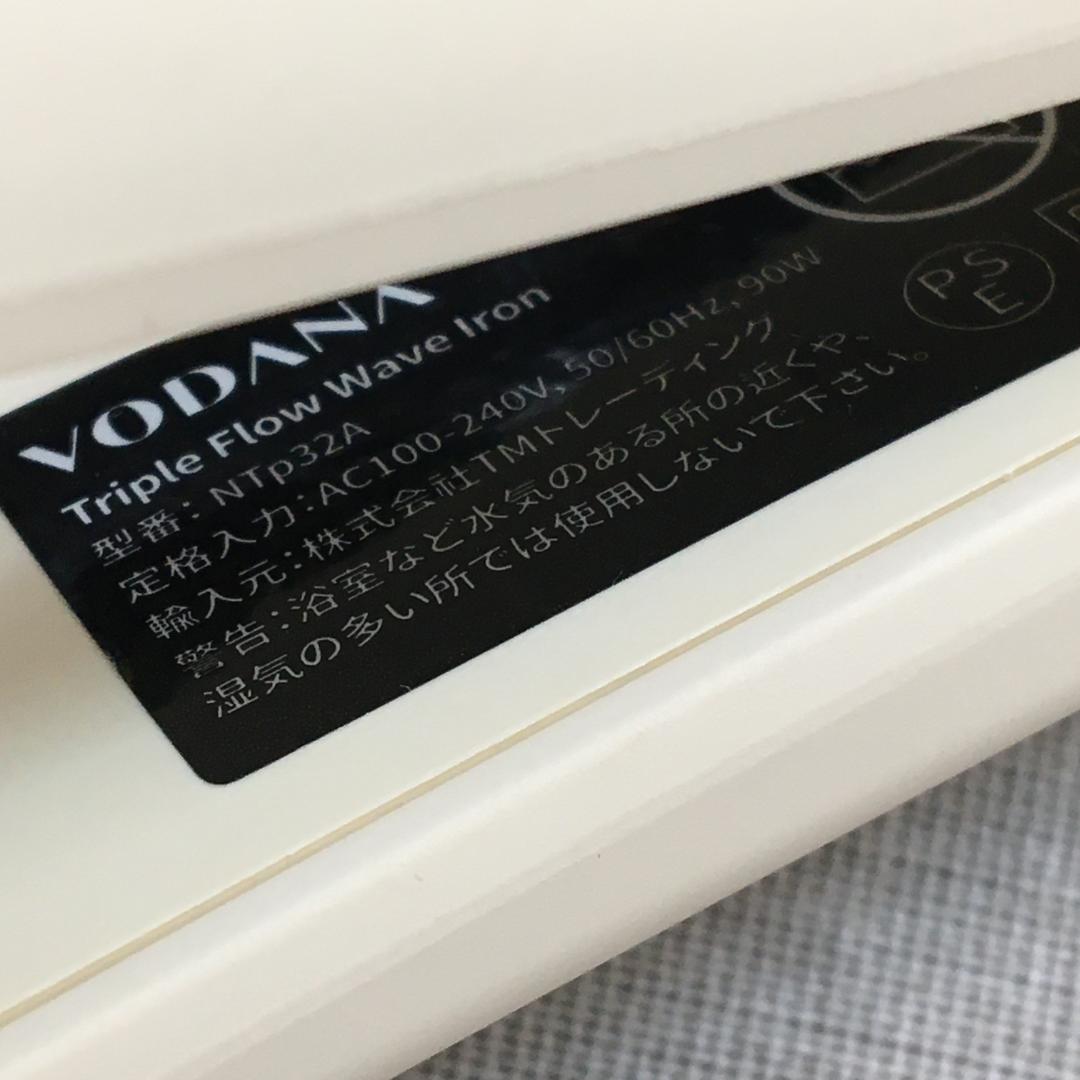 VODANA
Triple Flow Wave Iron
型番：NTp32A
定格入力：AC100-240V, 50/60Hz, 90W
輸入元：株式会社TMトレーディング
警告：浴室など水気のある所の近くや、
湿気の多い所では使用しないで下さい。
PSE